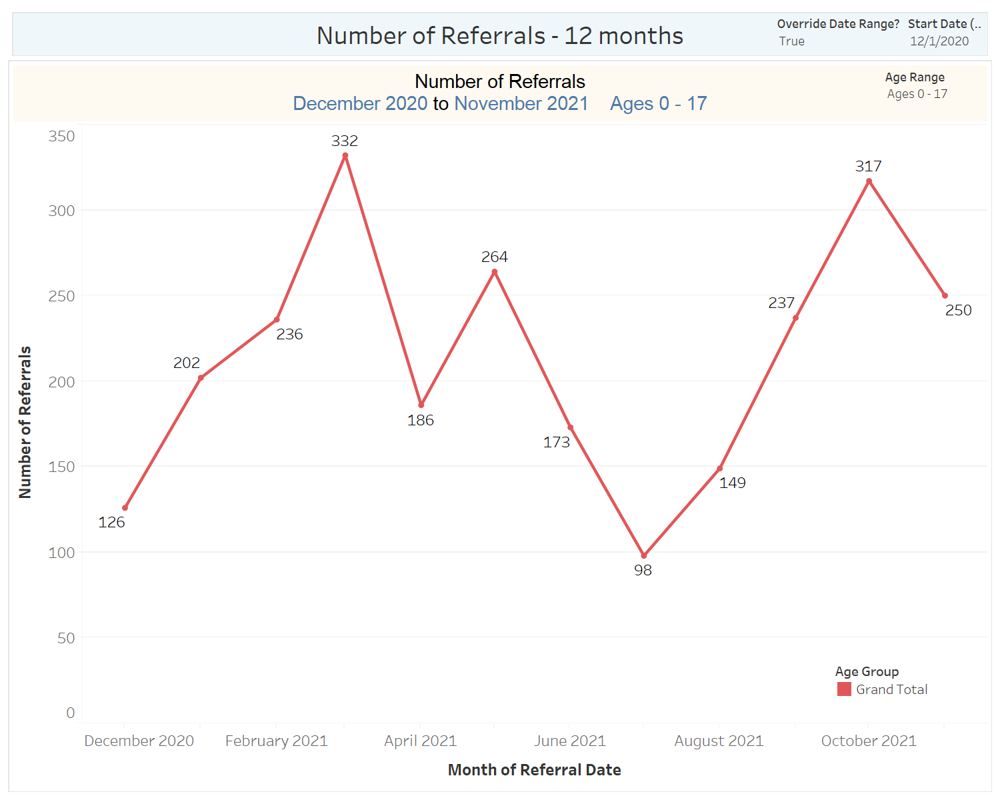 Number of Referrals - 12 months
Override Date Range? Start Date (..
True 12/1/2020
Number of Referrals
December 2020 to November 2021 Ages 0 - 17
Age Range
Ages 0 - 17
350
300
250
200
150
100
50
0
Number of Referrals
126
202
236
332
186
264
173
98
149
237
317
250
Age Group
Grand Total
December 2020 February 2021 April 2021 June 2021 August 2021 October 2021
Month of Referral Date